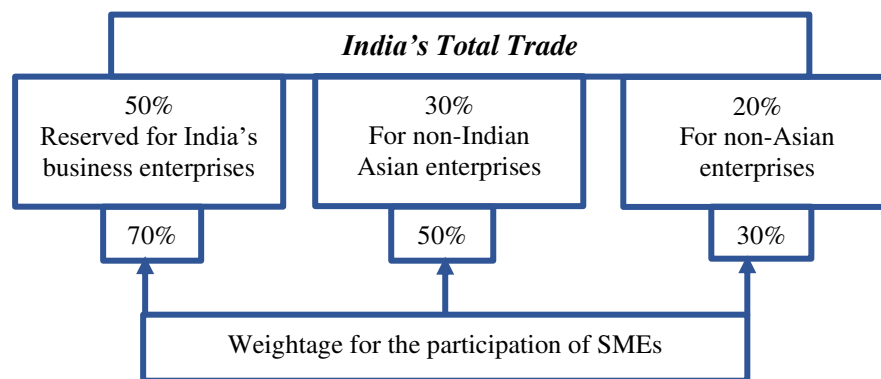 India’s Total Trade
50%
Reserved for India’s
business enterprises
30%
For non-Indian
Asian enterprises
20%
For non-Asian
enterprises
70%
50%
30%
Weightage for the participation of SMEs